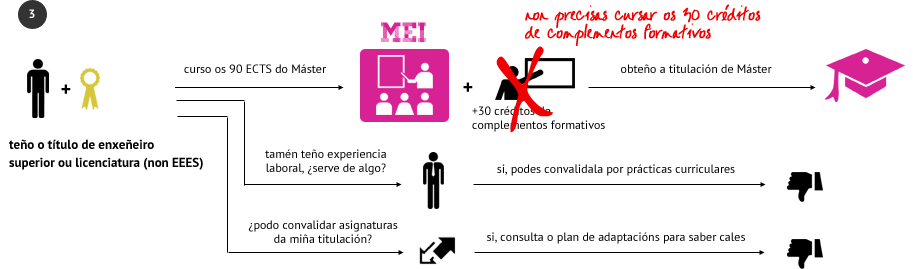 3
non precisas cursar os 30 créditos
de complementos formativos
MEI
curso os 90 ECTS do Máster
obteño a titulación de Máster
+
+
+30 créditos de
complementos formativos
teño o título de enxeñeiro
superior ou licenciatura (non EEES)
tamén teño experiencia
laboral, ¿serve de algo?
si, podes convalidala por prácticas curriculares
¿podo convalidar asignaturas
da miña titulación?
si, consulta o plan de adaptacións para saber cales